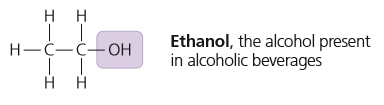 H H
H—C—C—OH
H H
Ethanol, the alcohol present
in alcoholic beverages